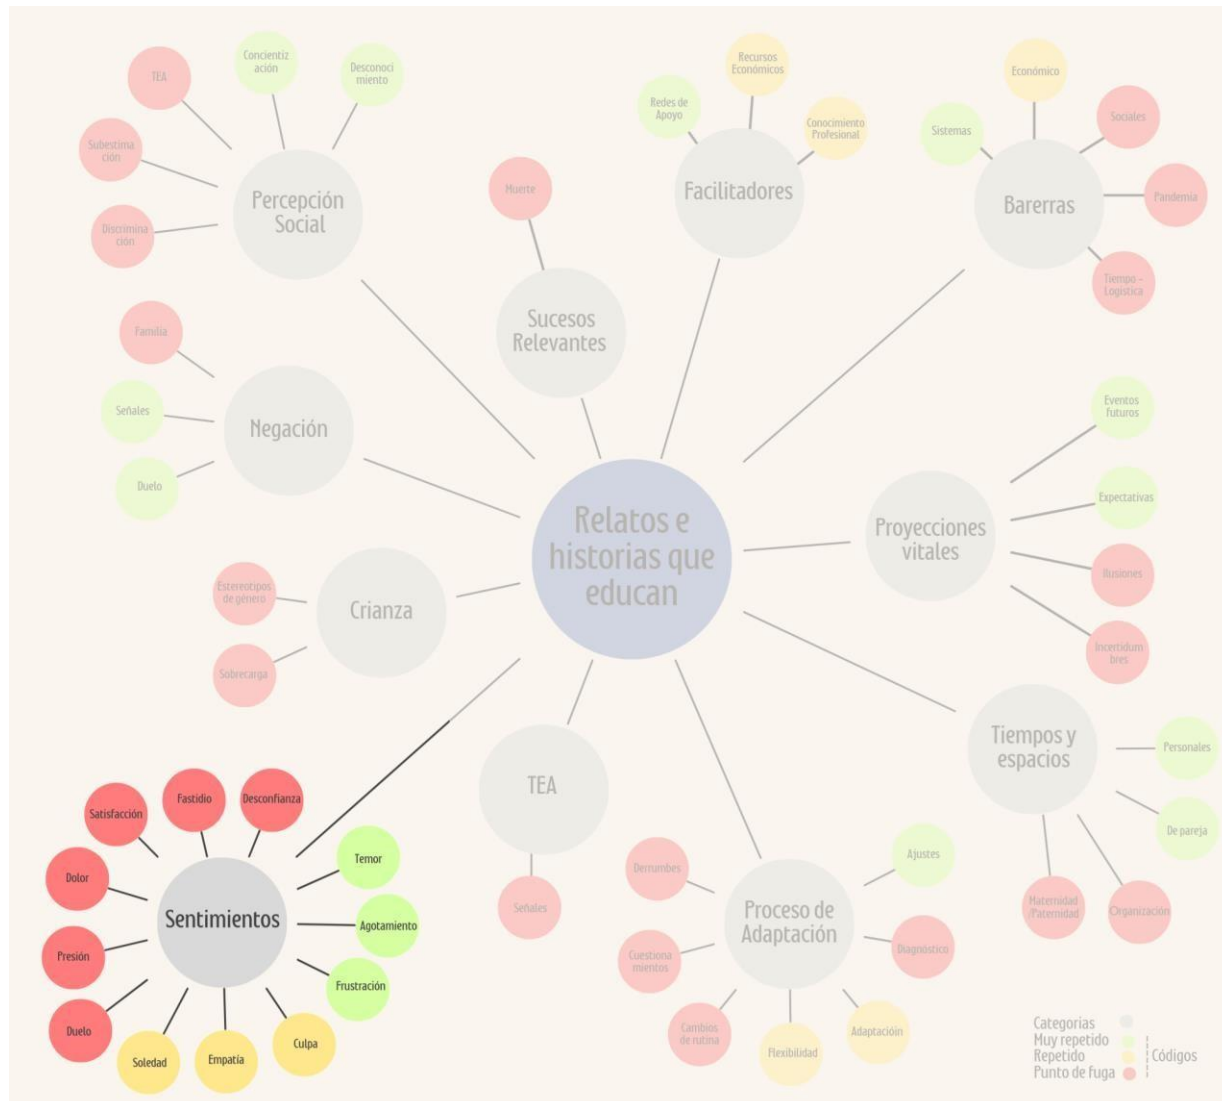 TEA
Concientiz
ación
Desconoci
miento
Subestima
ción
Discrimina
ción
Percepción
Social
Muerte
Sucesos
Relevantes
Redes de
Apoyo
Recursos
Económicos
Conocimiento
Profesional
Facilitadores
Sistemas
Económico
Sociales
Pandemia
Tiempo –
Logística
Barerras
Familia
Señales
Duelo
Negación
Relatos e
historias que
educan
Eventos
futuros
Expectativas
Ilusiones
Incertidum
bres
Proyecciones
vitales
Estereotipos
de género
Sobrecarga
Crianza
Tiempos y
espacios
Personales
De pareja
Maternidad
/Paternidad
Organización
TEA
Señales
Satisfacción
Fastidio
Desconfianza
Dolor
Temor
Sentimientos
Agotamiento
Presión
Frustración
Duelo
Soledad
Empatía
Culpa
Derrumbes
Ajustes
Proceso de
Adaptación
Cuestiona
mientos
Diagnóstico
Cambios
de rutina
Flexibilidad
Adaptacióin
Categorias
Muy repetido
Repetido
Punto de fuga
Códigos